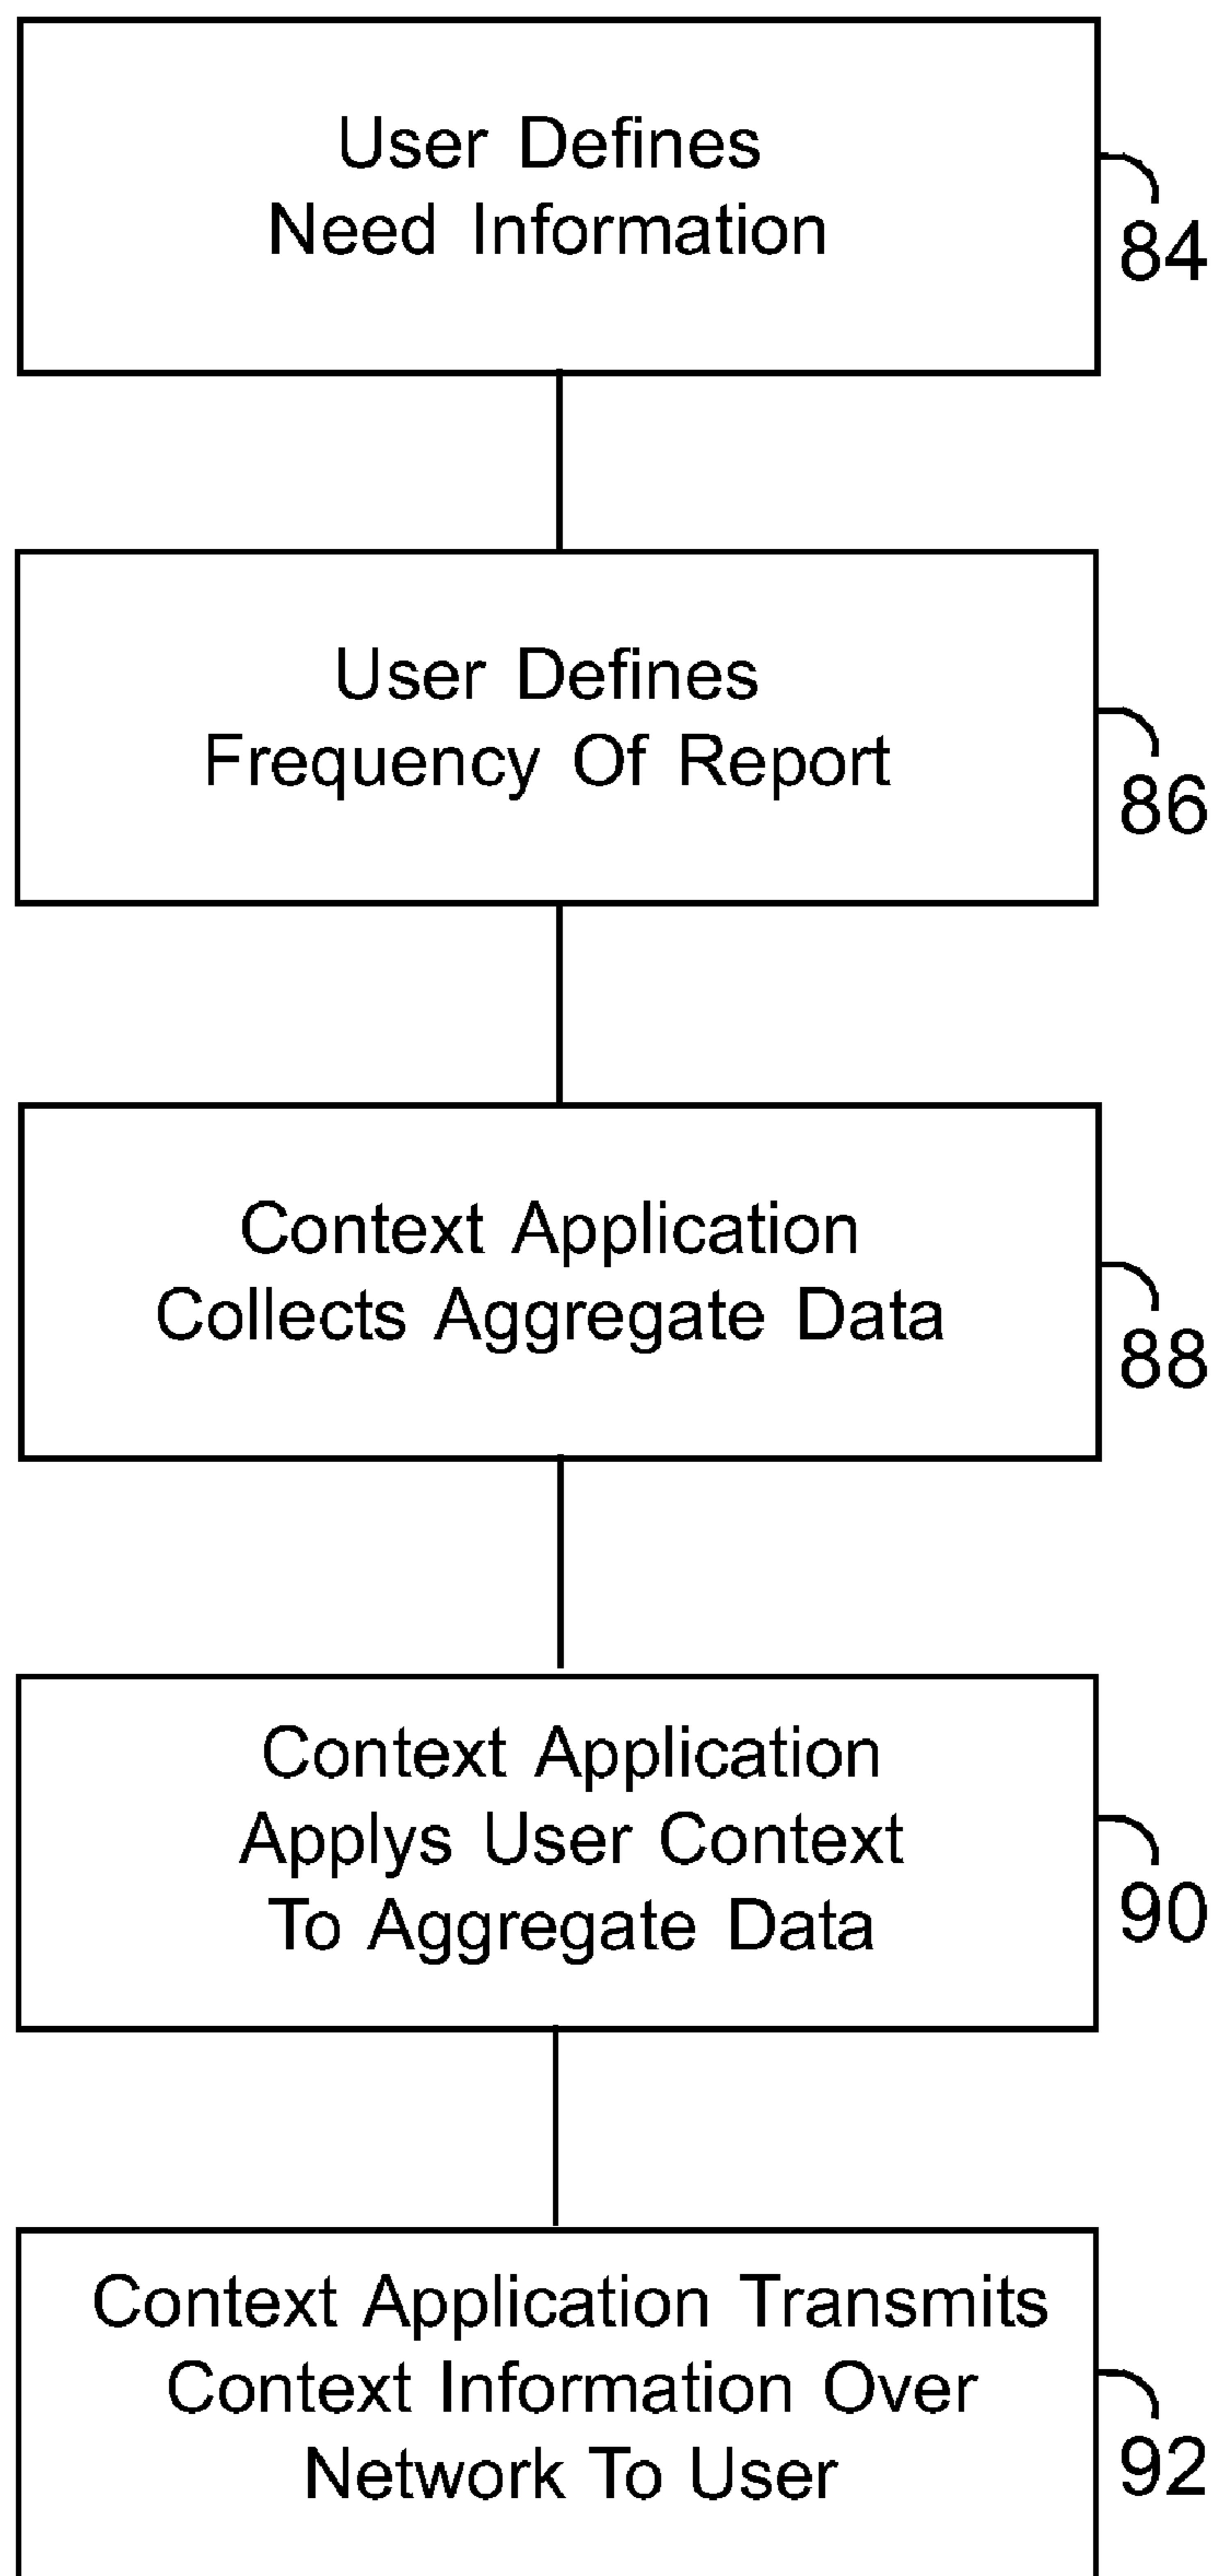 User Defines
Need Information
84
User Defines
Frequency Of Report
86
Context Application
Collects Aggregate Data
88
Context Application
Applys User Context
To Aggregate Data
90
Context Application Transmits
Context Information Over
Network To User
92